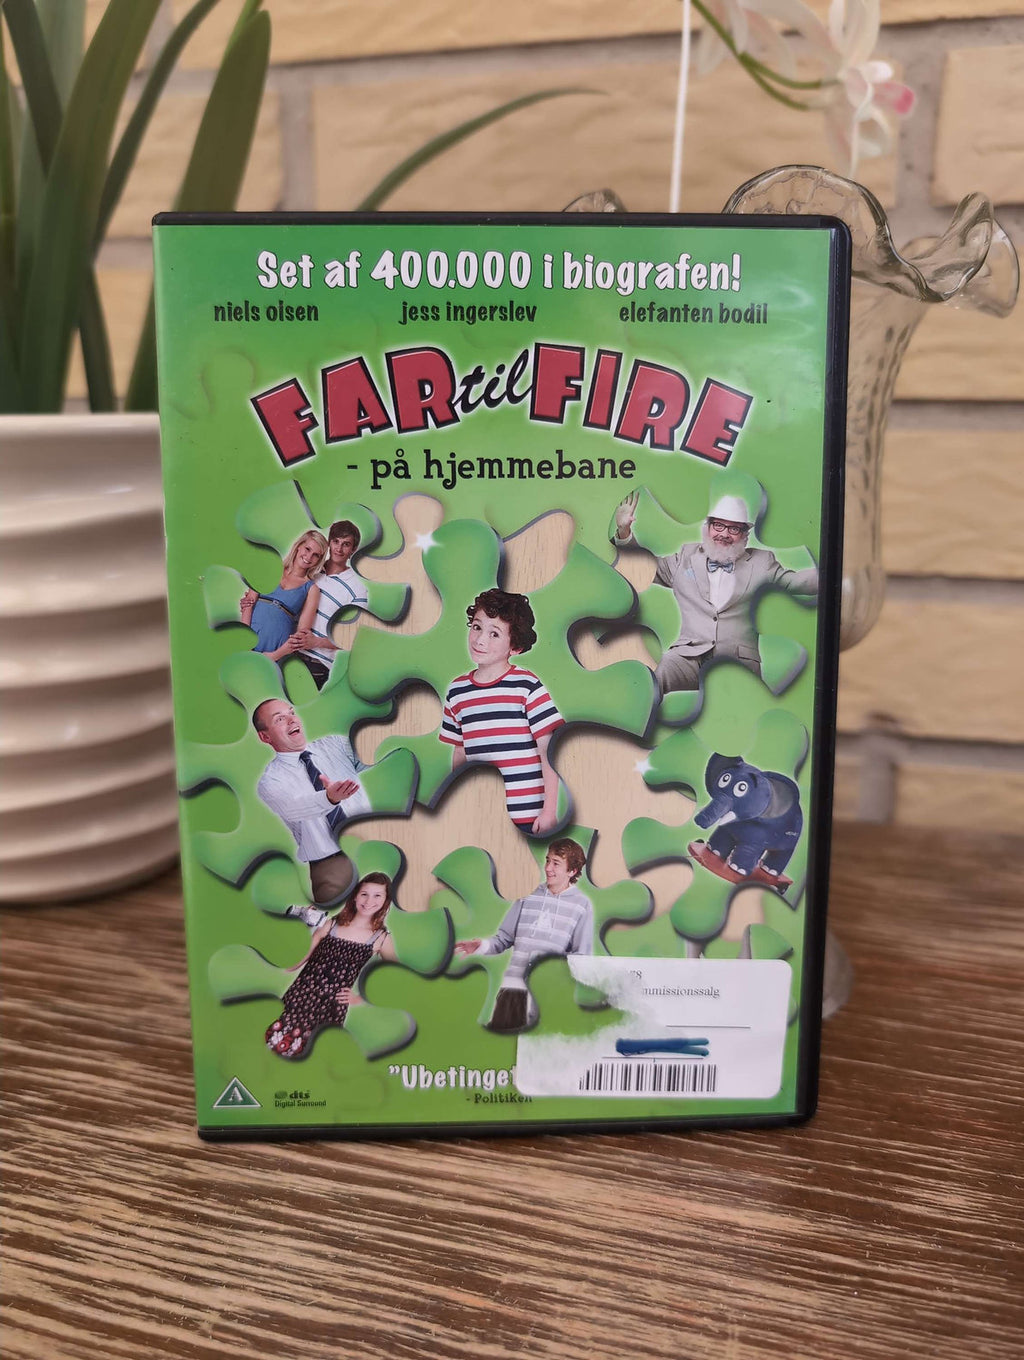 Set af 400.000 i biografen!
niels olsen jess ingerslev elefanten bodil
FAR til FIRE
- på hjemmebane
A
dts
Digital Surround
"Ubetinget
- Politiken